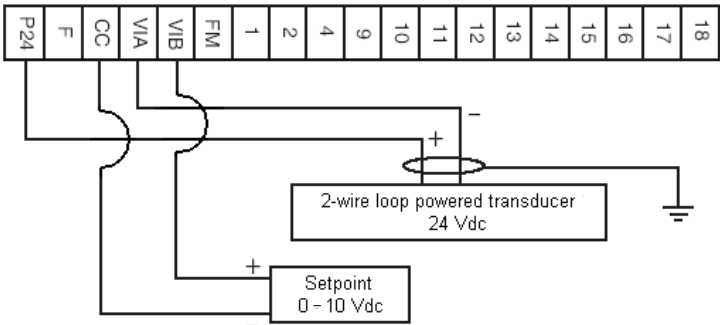 P24 F CC VIA VIB FM 1 2 4 9 10 11 12 13 14 15 16 17 18
−
+
2-wire loop powered transducer
24 Vdc
+
Setpoint
0 - 10 Vdc
−